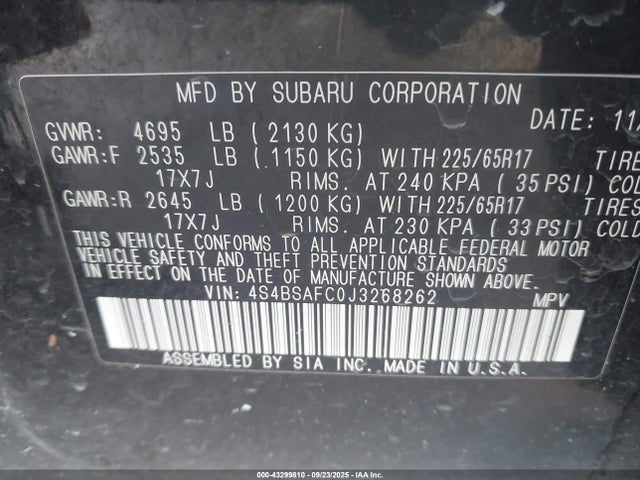 MFD BY SUBARU CORPORATION
DATE: 11/
GVWR: 4695 LB (2130 KG)
GAWR:F 2535 LB (1150 KG) WITH 225/65R17 TIRE
17X7J RIMS. AT 240 KPA (35 PSI) COL
GAWR:R 2645 LB (1200 KG) WITH 225/65R17 TIRES
17X7J RIMS. AT 230 KPA (33 PSI) COLD
THIS VEHICLE CONFORMS TO ALL APPLICABLE FEDERAL MOTOR
VEHICLE SAFETY AND THEFT PREVENTION STANDARDS
IN EFFECT ON THE DATE OF MANUFACTURE SHOWN ABOVE.
VIN: 4S4BSAFC0J3268262 MPV
ASSEMBLED BY SIA INC. MADE IN U.S.A.
000-43299810 - 09/23/2025 - IAAI.COM